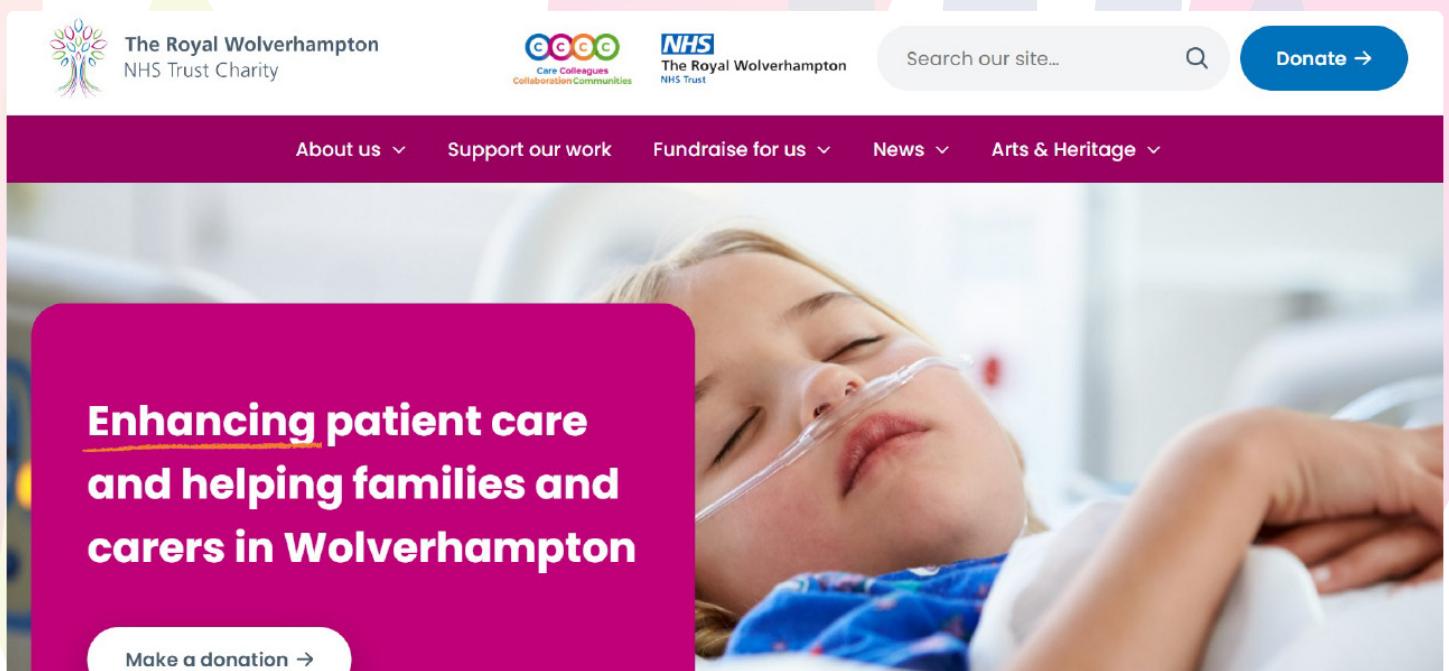 The Royal Wolverhampton
NHS Trust Charity
C C C C
Care Colleagues
Collaboration Communities
NHS
The Royal Wolverhampton
NHS Trust
Search our site...
Donate →
About us
Support our work
Fundraise for us
News
Arts & Heritage
Enhancing patient care
and helping families and
carers in Wolverhampton
Make a donation →